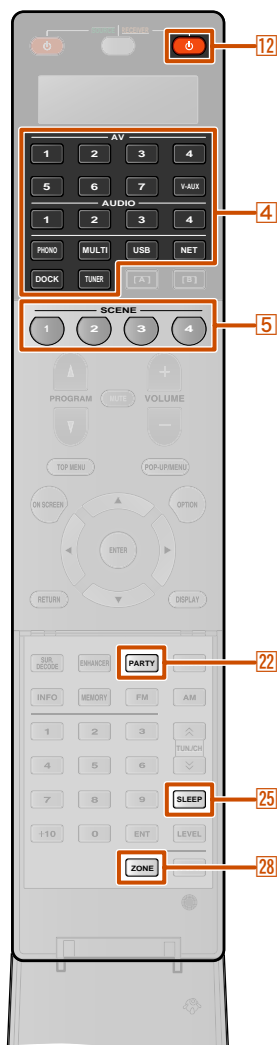 SOURCE RECEIVER
12
AV
1 2 3 4
5 6 7 V-AUX
AUDIO
1 2 3 4
4
PHONO MULTI USB NET
DOCK TUNER [A] [B]
SCENE
1 2 3 4
5
PROGRAM MUTE VOLUME
TOP MENU POP-UP/MENU
ON SCREEN OPTION
ENTER
RETURN DISPLAY
SUR. DECODE ENHANCER PARTY
22
INFO MEMORY FM AM
1 2 3
TUN./CH
4 5 6
7 8 9 SLEEP
25
+10 0 ENT LEVEL
ZONE
28